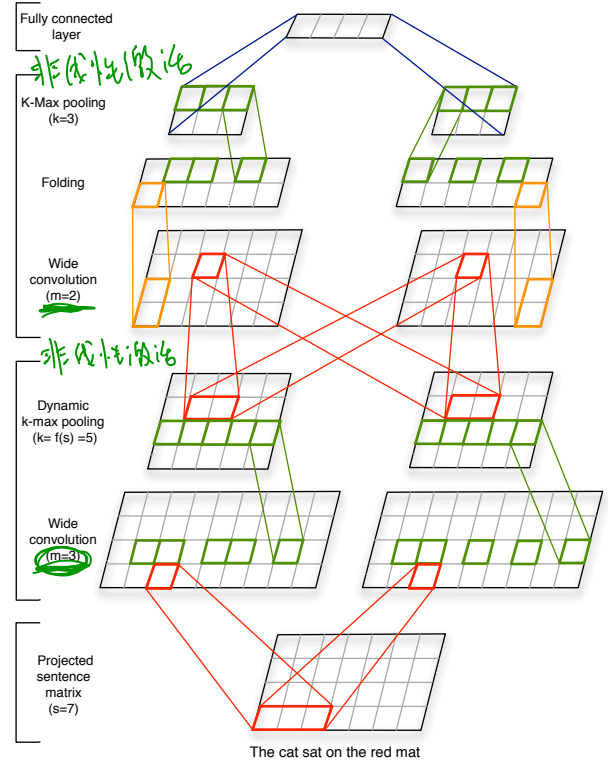 Fully connected
layer
非线性激活
K-Max pooling
(k=3)
Folding
Wide
convolution
(m=2)
非线性激活
Dynamic
k-max pooling
(k= f(s) =5)
Wide
convolution
(m=3)
Projected
sentence
matrix
(s=7)
The cat sat on the red mat